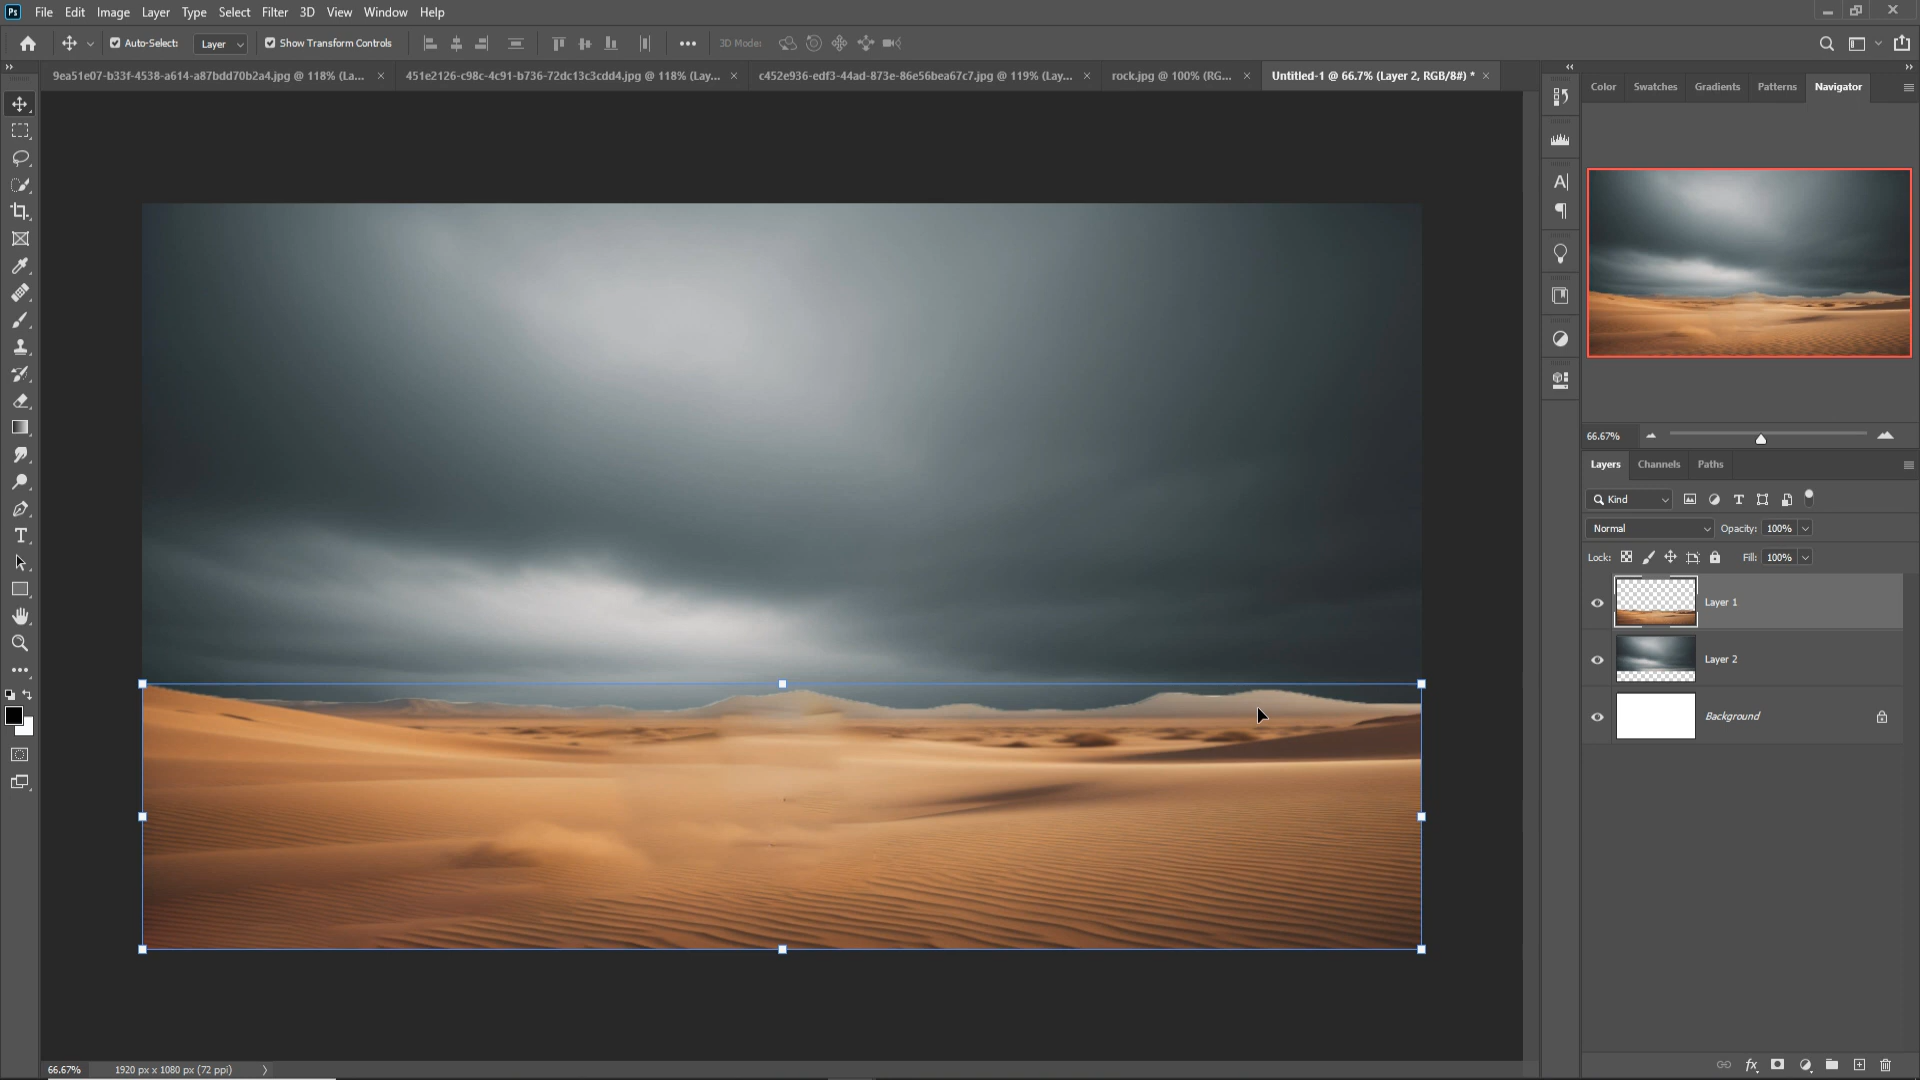 Ps File Edit Image Layer Type Select Filter 3D View Window Help
Auto-Select: Layer Show Transform Controls 3D Mode:
9ea51e07-b33f-4538-a614-a87bdd70b2a4.jpg @ 118% (La... 451e2126-c98c-4c91-b736-72dc13c3cdd4.jpg @ 118% (Lay... c452e936-edf3-44ad-873e-86e56bea67c7.jpg @ 119% (Lay... rock.jpg @ 100% (RG... Untitled-1 @ 66.7% (Layer 2, RGB/8#) *
Color Swatches Gradients Patterns Navigator
66.67%
Layers Channels Paths
Kind
Normal Opacity: 100%
Lock: Fill: 100%
Layer 1
Layer 2
Background
66.67% 1920 px x 1080 px (72 ppi)